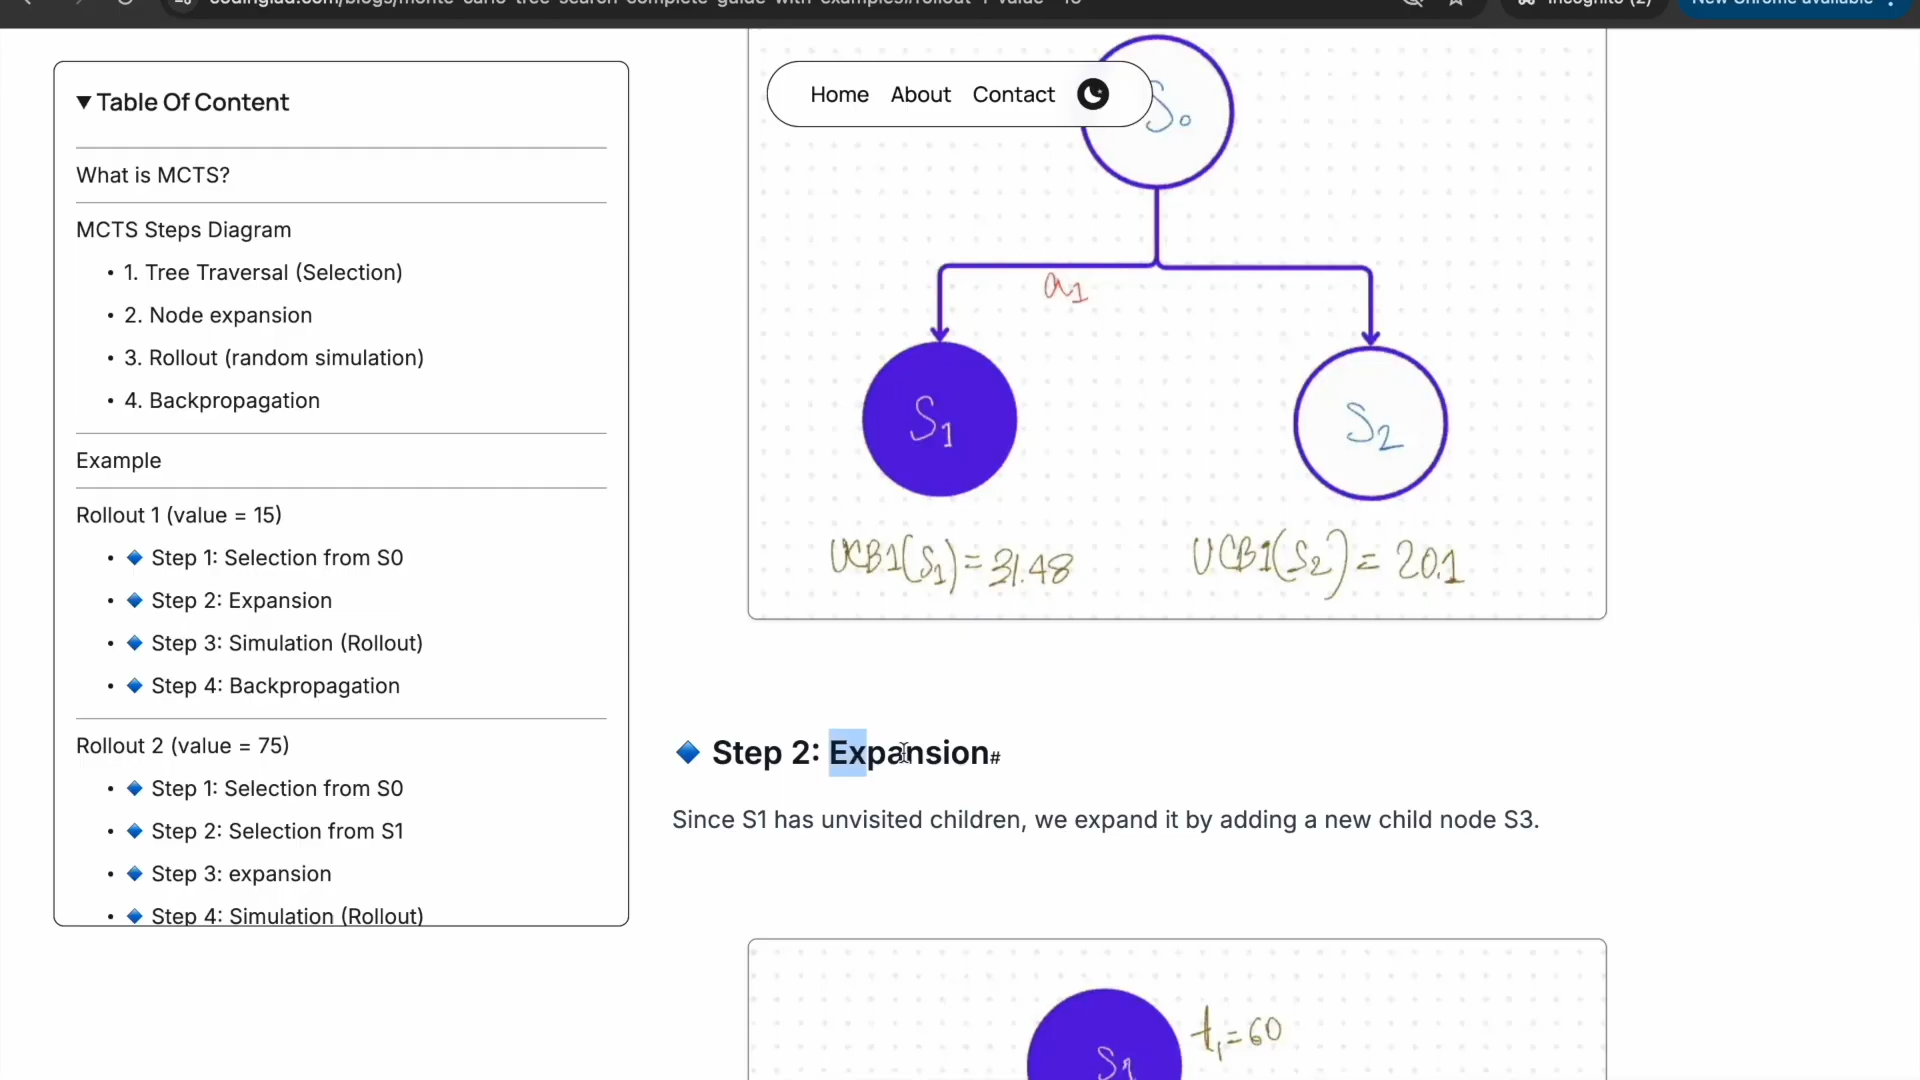 New Chrome available
Table Of Content
What is MCTS?
MCTS Steps Diagram
• 1. Tree Traversal (Selection)
• 2. Node expansion
• 3. Rollout (random simulation)
• 4. Backpropagation
Example
Rollout 1 (value = 15)
• Step 1: Selection from S0
• Step 2: Expansion
• Step 3: Simulation (Rollout)
• Step 4: Backpropagation
Rollout 2 (value = 75)
• Step 1: Selection from S0
• Step 2: Selection from S1
• Step 3: expansion
• Step 4: Simulation (Rollout)
Home About Contact
S0
a1
S1
S2
UCB1(S1) = 31.48
UCB1(S2) = 20.1
Step 2: Expansion#
Since S1 has unvisited children, we expand it by adding a new child node S3.
S1
t1=60